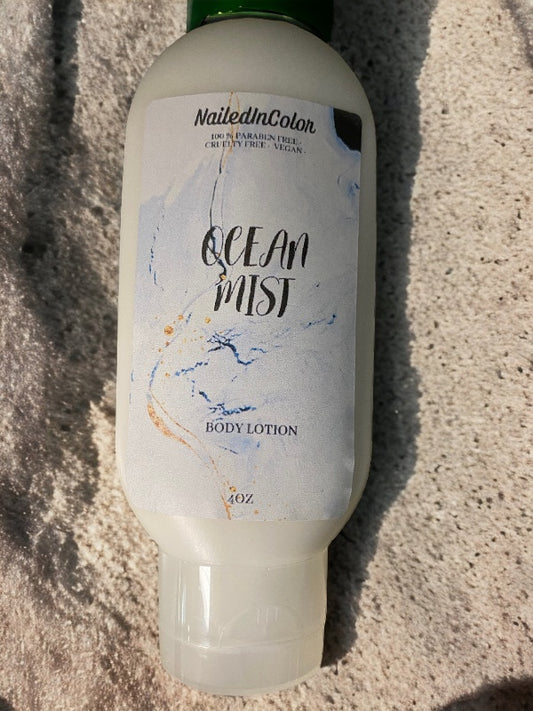 NailedInColor
100 % PARABEN FREE ·
CRUELTY FREE · VEGAN ·
OCEAN
MIST
BODY LOTION
4OZ